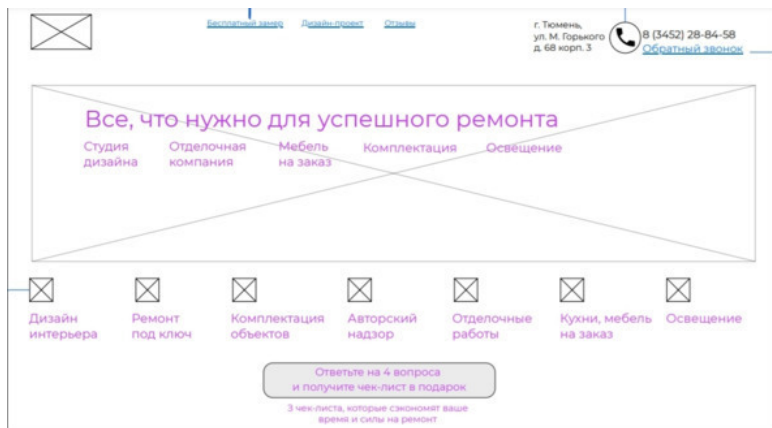 Бесплатный замер Дизайн-проект Отзывы
г. Тюмень,
ул. М. Горького
д. 68 корп. 3
8 (3452) 28-84-58
Обратный звонок
Все, что нужно для успешного ремонта
Студия
дизайна
Отделочная
компания
Мебель
на заказ
Комплектация
Освещение
Дизайн
интерьера
Ремонт
под ключ
Комплектация
объектов
Авторский
надзор
Отделочные
работы
Кухни, мебель
на заказ
Освещение
Ответьте на 4 вопроса
и получите чек-лист в подарок
3 чек-листа, которые сэкономят ваше
время и силы на ремонт